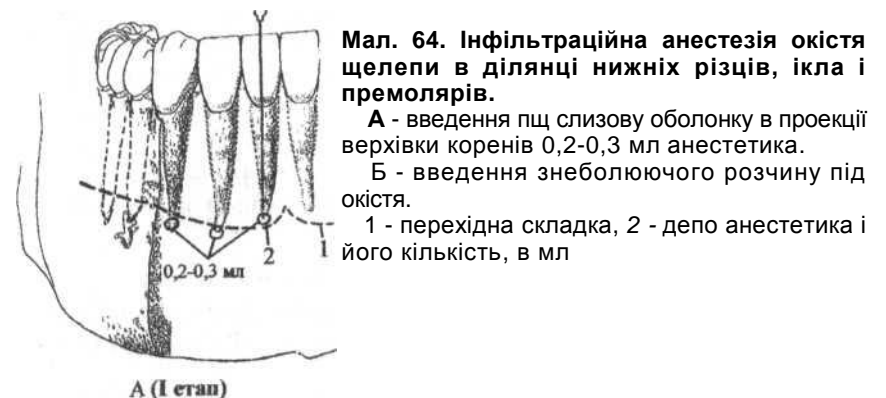 Мал. 64. Інфільтраційна анестезія окістя
щелепи в ділянці нижніх різців, ікла і
премолярів.
А - введення пщ слизову оболонку в проекції
верхівки коренів 0,2-0,3 мл анестетика.
Б - введення знеболюючого розчину під
окістя.
1 - перехідна складка, 2 - депо анестетика і
його кількість, в мл
0,2-0,3 мл
2
1
А (I етап)